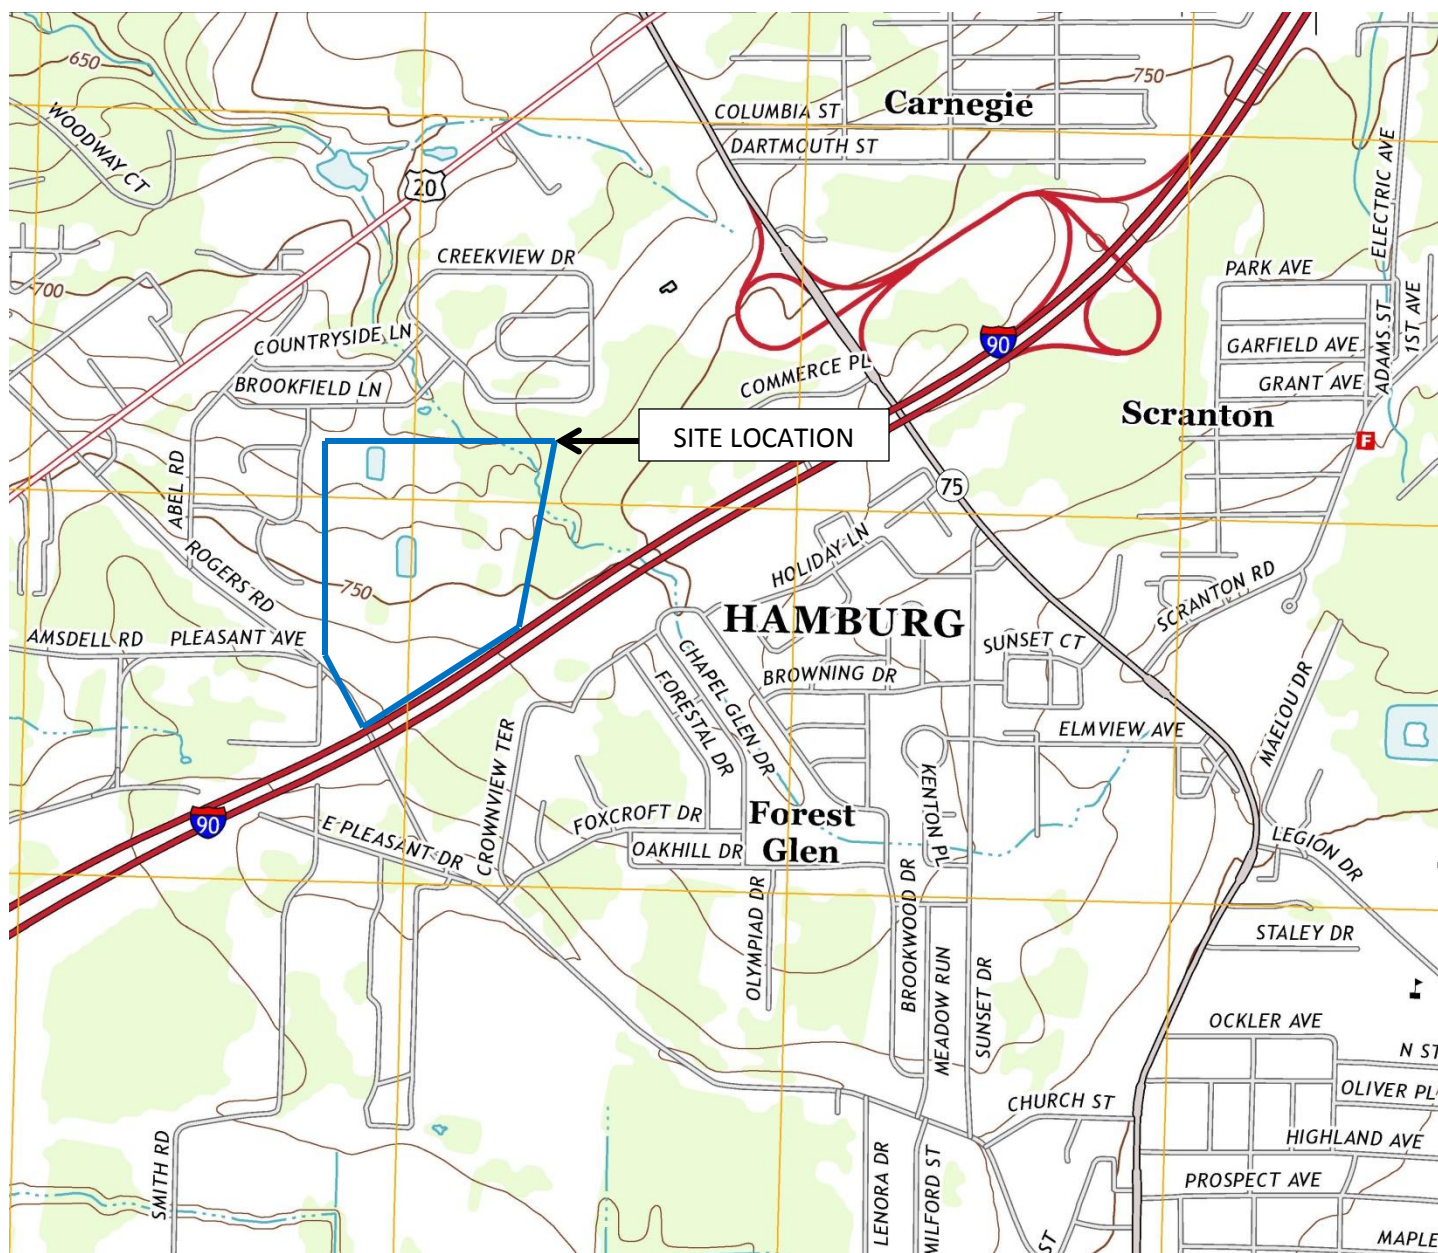 650
WOODWAY CT
20
700
CREEKVIEW DR
COUNTRYSIDE LN
BROOKFIELD LN
ABEL RD
ROGERS RD
AMSDELL RD
PLEASANT AVE
750
COLUMBIA ST
DARTMOUTH ST
Carnegie
750
COMMERCE PL
90
SITE LOCATION
75
PARK AVE
GARFIELD AVE
GRANT AVE
ELECTRIC AVE
ADAMS ST
1ST AVE
Scranton
F
SCRANTON RD
HOLIDAY LN
HAMBURG
SUNSET CT
BROWNING DR
CHAPEL GLEN DR
FORESTAL DR
CROWNVIEW TER
ELMVIEW AVE
MAELOU DR
KENTON PL
Forest
Glen
FOXCROFT DR
OAKHILL DR
90
E PLEASANT DR
OLYMPIAD DR
BROOKWOOD DR
MEADOW RUN
SUNSET DR
LEGION DR
STALEY DR
OCKLER AVE
N ST
OLIVER PL
HIGHLAND AVE
PROSPECT AVE
MAPLE
CHURCH ST
SMITH RD
LENORA DR
MILFORD ST
ST